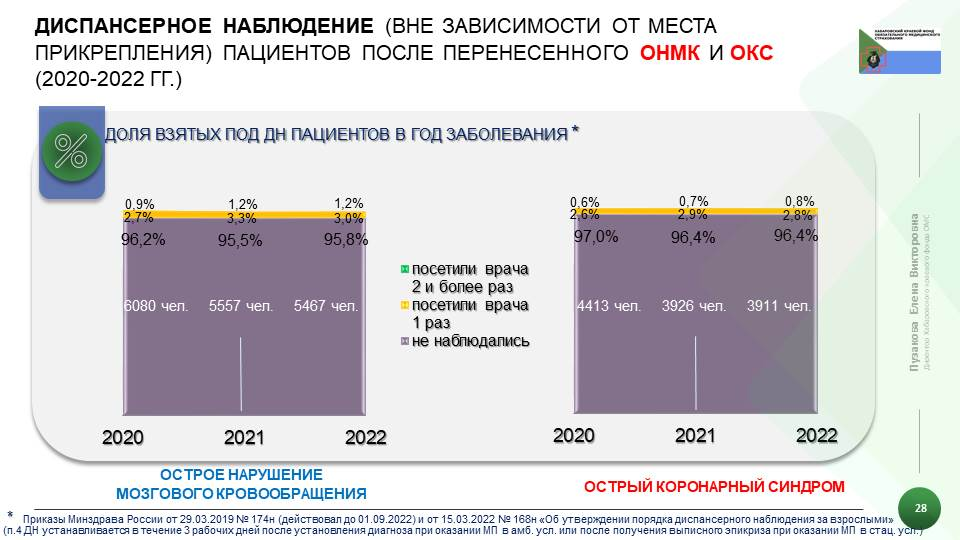 ДИСПАНСЕРНОЕ НАБЛЮДЕНИЕ (ВНЕ ЗАВИСИМОСТИ ОТ МЕСТА
ПРИКРЕПЛЕНИЯ) ПАЦИЕНТОВ ПОСЛЕ ПЕРЕНЕСЕННОГО ОНМК И ОКС
(2020-2022 ГГ.)
ХАБАРОВСКИЙ КРАЕВОЙ ФОНД
ОБЯЗАТЕЛЬНОГО МЕДИЦИНСКОГО
СТРАХОВАНИЯ
%
ДОЛЯ ВЗЯТЫХ ПОД ДН ПАЦИЕНТОВ В ГОД ЗАБОЛЕВАНИЯ *
0,9% 1,2% 1,2%
2,7% 3,3% 3,0%
96,2% 95,5% 95,8%
6080 чел. 5557 чел. 5467 чел.
2020 2021 2022
посетили врача
2 и более раз
посетили врача
1 раз
не наблюдались
0,6% 0,7% 0,8%
2,6% 2,9% 2,8%
97,0% 96,4% 96,4%
4413 чел. 3926 чел. 3911 чел.
2020 2021 2022
ОСТРОЕ НАРУШЕНИЕ
МОЗГОВОГО КРОВООБРАЩЕНИЯ
ОСТРЫЙ КОРОНАРНЫЙ СИНДРОМ
Пузакова Елена Викторовна
Директор Хабаровского краевого фонда ОМС
28
* Приказы Минздрава России от 29.03.2019 № 174н (действовал до 01.09.2022) и от 15.03.2022 № 168н «Об утверждении порядка диспансерного наблюдения за взрослыми»
(п.4 ДН устанавливается в течение 3 рабочих дней после установления диагноза при оказании МП в амб. усл. или после получения выписного эпикриза при оказании МП в стац. усл.)